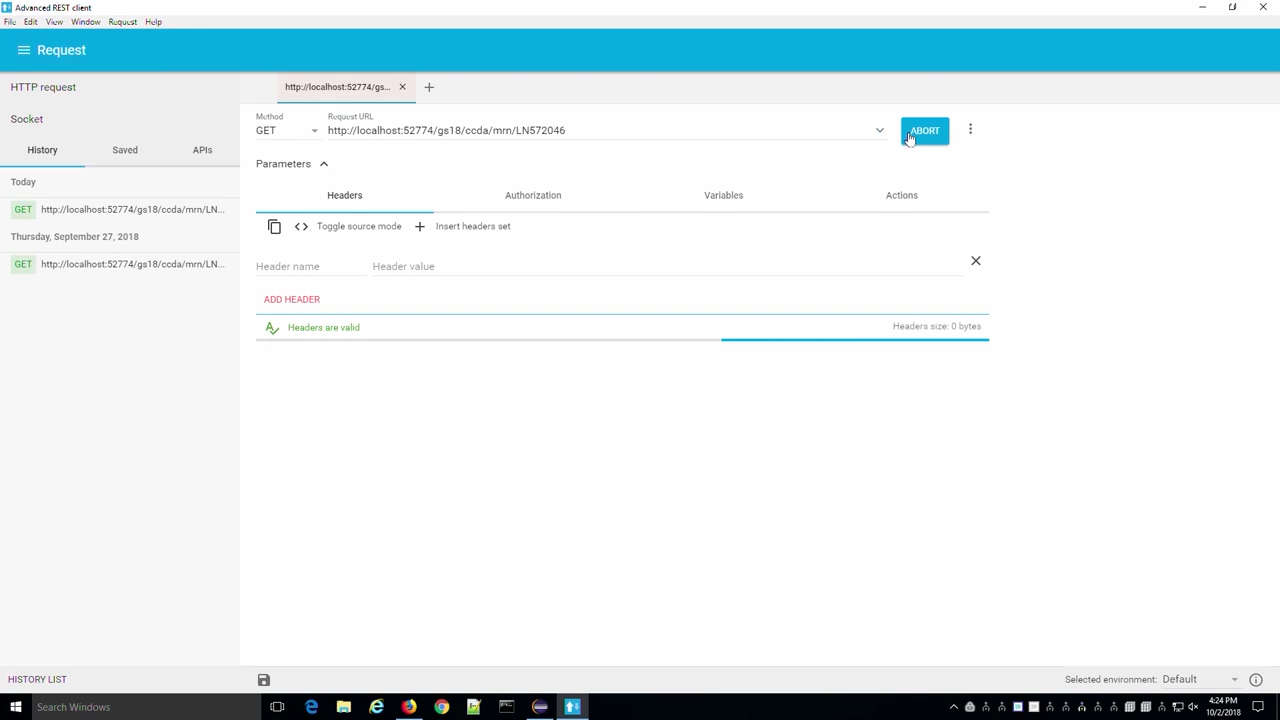 Advanced REST client
File Edit View Window Request Help
Request
HTTP request
Socket
History Saved APIs
Today
GET http://localhost:52774/gs18/ccda/mrn/LN...
Thursday, September 27, 2018
GET http://localhost:52774/gs18/ccda/mrn/LN...
HISTORY LIST
http://localhost:52774/gs...
Method
GET
Request URL
http://localhost:52774/gs18/ccda/mrn/LN572046
ABORT
Parameters
Headers Authorization Variables Actions
Toggle source mode Insert headers set
Header name Header value
ADD HEADER
Headers are valid
Headers size: 0 bytes
Selected environment: Default
Search Windows
4:24 PM
10/2/2018